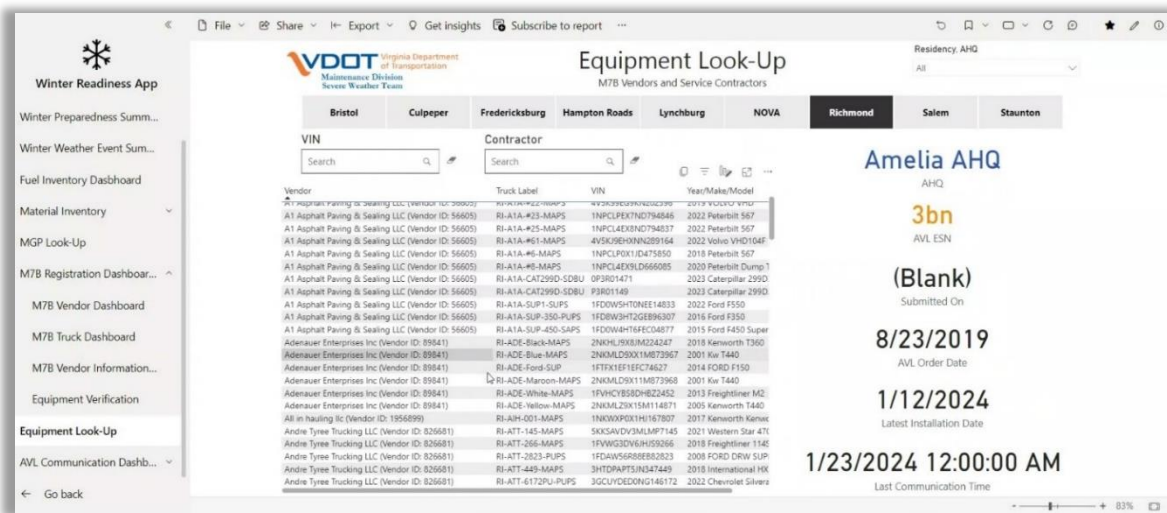 File Share Export Get insights Subscribe to report ...
Winter Readiness App
Winter Preparedness Summ...
Winter Weather Event Sum...
Fuel Inventory Dasbhoard
Material Inventory
MGP Look-Up
M7B Registration Dashboar...
M7B Vendor Dashboard
M7B Truck Dashboard
M7B Vendor Information...
Equipment Verification
Equipment Look-Up
AVL Communication Dashb...
Go back
VDOT Virginia Department
of Transportation
Maintenance Division
Severe Weather Team
Equipment Look-Up
M7B Vendors and Service Contractors
Residency, AHQ
All
Bristol Culpeper Fredericksburg Hampton Roads Lynchburg NOVA Richmond Salem Staunton
VIN Contractor
Search Search
Vendor Truck Label VIN Year/Make/Model
A1 Asphalt Paving & Sealing LLC (Vendor ID: 56605) RI-A1A-#22-MAPS 2019 VOLVO VHD
A1 Asphalt Paving & Sealing LLC (Vendor ID: 56605) RI-A1A-#23-MAPS 1NPCLPEX7ND794846 2022 Peterbilt 567
A1 Asphalt Paving & Sealing LLC (Vendor ID: 56605) RI-A1A-#25-MAPS 1NPCL4EX8ND794837 2022 Peterbilt 567
A1 Asphalt Paving & Sealing LLC (Vendor ID: 56605) RI-A1A-#61-MAPS 4V5KJ9EHXNN289164 2022 Volvo VHD104F
A1 Asphalt Paving & Sealing LLC (Vendor ID: 56605) RI-A1A-#6-MAPS 1NPCLP0X1JD475850 2018 Peterbilt 567
A1 Asphalt Paving & Sealing LLC (Vendor ID: 56605) RI-A1A-#8-MAPS 1NPCL4EX9LD666085 2020 Peterbilt Dump T
A1 Asphalt Paving & Sealing LLC (Vendor ID: 56605) RI-A1A-CAT299D-SDBU 0P3R01471 2023 Caterpillar 299D
A1 Asphalt Paving & Sealing LLC (Vendor ID: 56605) RI-A1A-CAT299D-SDBU P3R01149 2023 Caterpillar 299D
A1 Asphalt Paving & Sealing LLC (Vendor ID: 56605) RI-A1A-SUP1-SUPS 1FD0W5HT0NEE14833 2022 Ford F550
A1 Asphalt Paving & Sealing LLC (Vendor ID: 56605) RI-A1A-SUP-350-PUPS 1FD8W3HT2GEB96307 2016 Ford F350
A1 Asphalt Paving & Sealing LLC (Vendor ID: 56605) RI-A1A-SUP-450-SAPS 1FD0W4HT6FEC04877 2015 Ford F450 Super
Adenauer Enterprises Inc (Vendor ID: 89841) RI-ADE-Black-MAPS 2NKHLJ9X8JM224247 2018 Kenworth T360
Adenauer Enterprises Inc (Vendor ID: 89841) RI-ADE-Blue-MAPS 2NKMLD9XX1M873967 2001 Kw T440
Adenauer Enterprises Inc (Vendor ID: 89841) RI-ADE-Ford-SUP 1FTFX1EF1EFC74627 2014 FORD F150
Adenauer Enterprises Inc (Vendor ID: 89841) RI-ADE-Maroon-MAPS 2NKMLD9X11M873968 2001 Kw T440
Adenauer Enterprises Inc (Vendor ID: 89841) RI-ADE-White-MAPS 1FVHCYBS8DHBZ2452 2013 Freightliner M2
Adenauer Enterprises Inc (Vendor ID: 89841) RI-ADE-Yellow-MAPS 2NKMLZ9X15M114871 2005 Kenworth T440
All in hauling llc (Vendor ID: 1956899) RI-AIH-001-MAPS 1NKWXP0X1HJ167807 2017 Kenworth Kenwo
Andre Tyree Trucking LLC (Vendor ID: 826681) RI-ATT-145-MAPS 5KKSAVDV3MLMP7145 2021 Western Star 470
Andre Tyree Trucking LLC (Vendor ID: 826681) RI-ATT-266-MAPS 1FVWG3DV6JHJS9266 2018 Freightliner 114S
Andre Tyree Trucking LLC (Vendor ID: 826681) RI-ATT-2823-PUPS 1FDAW56R88EB82823 2008 FORD DRW SUP
Andre Tyree Trucking LLC (Vendor ID: 826681) RI-ATT-449-MAPS 3HTDPAPT5JN347449 2018 International HX
Andre Tyree Trucking LLC (Vendor ID: 826681) RI-ATT-6172PU-PUPS 3GCUYDED0NG146172 2022 Chevrolet Silvera
Amelia AHQ
AHQ
3bn
AVL ESN
(Blank)
Submitted On
8/23/2019
AVL Order Date
1/12/2024
Latest Installation Date
1/23/2024 12:00:00 AM
Last Communication Time
83%